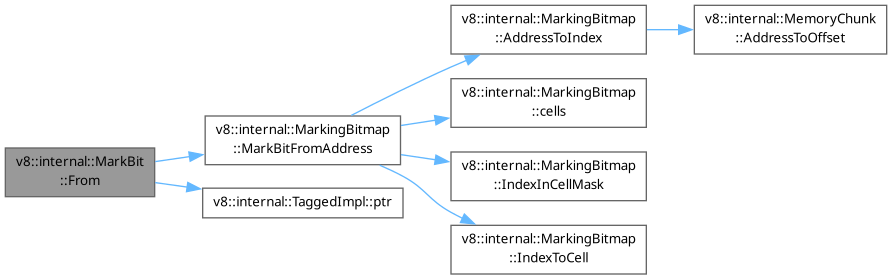 v8::internal::MarkBit
::From
v8::internal::MarkingBitmap
::MarkBitFromAddress
v8::internal::TaggedImpl::ptr
v8::internal::MarkingBitmap
::AddressToIndex
v8::internal::MarkingBitmap
::cells
v8::internal::MarkingBitmap
::IndexInCellMask
v8::internal::MarkingBitmap
::IndexToCell
v8::internal::MemoryChunk
::AddressToOffset